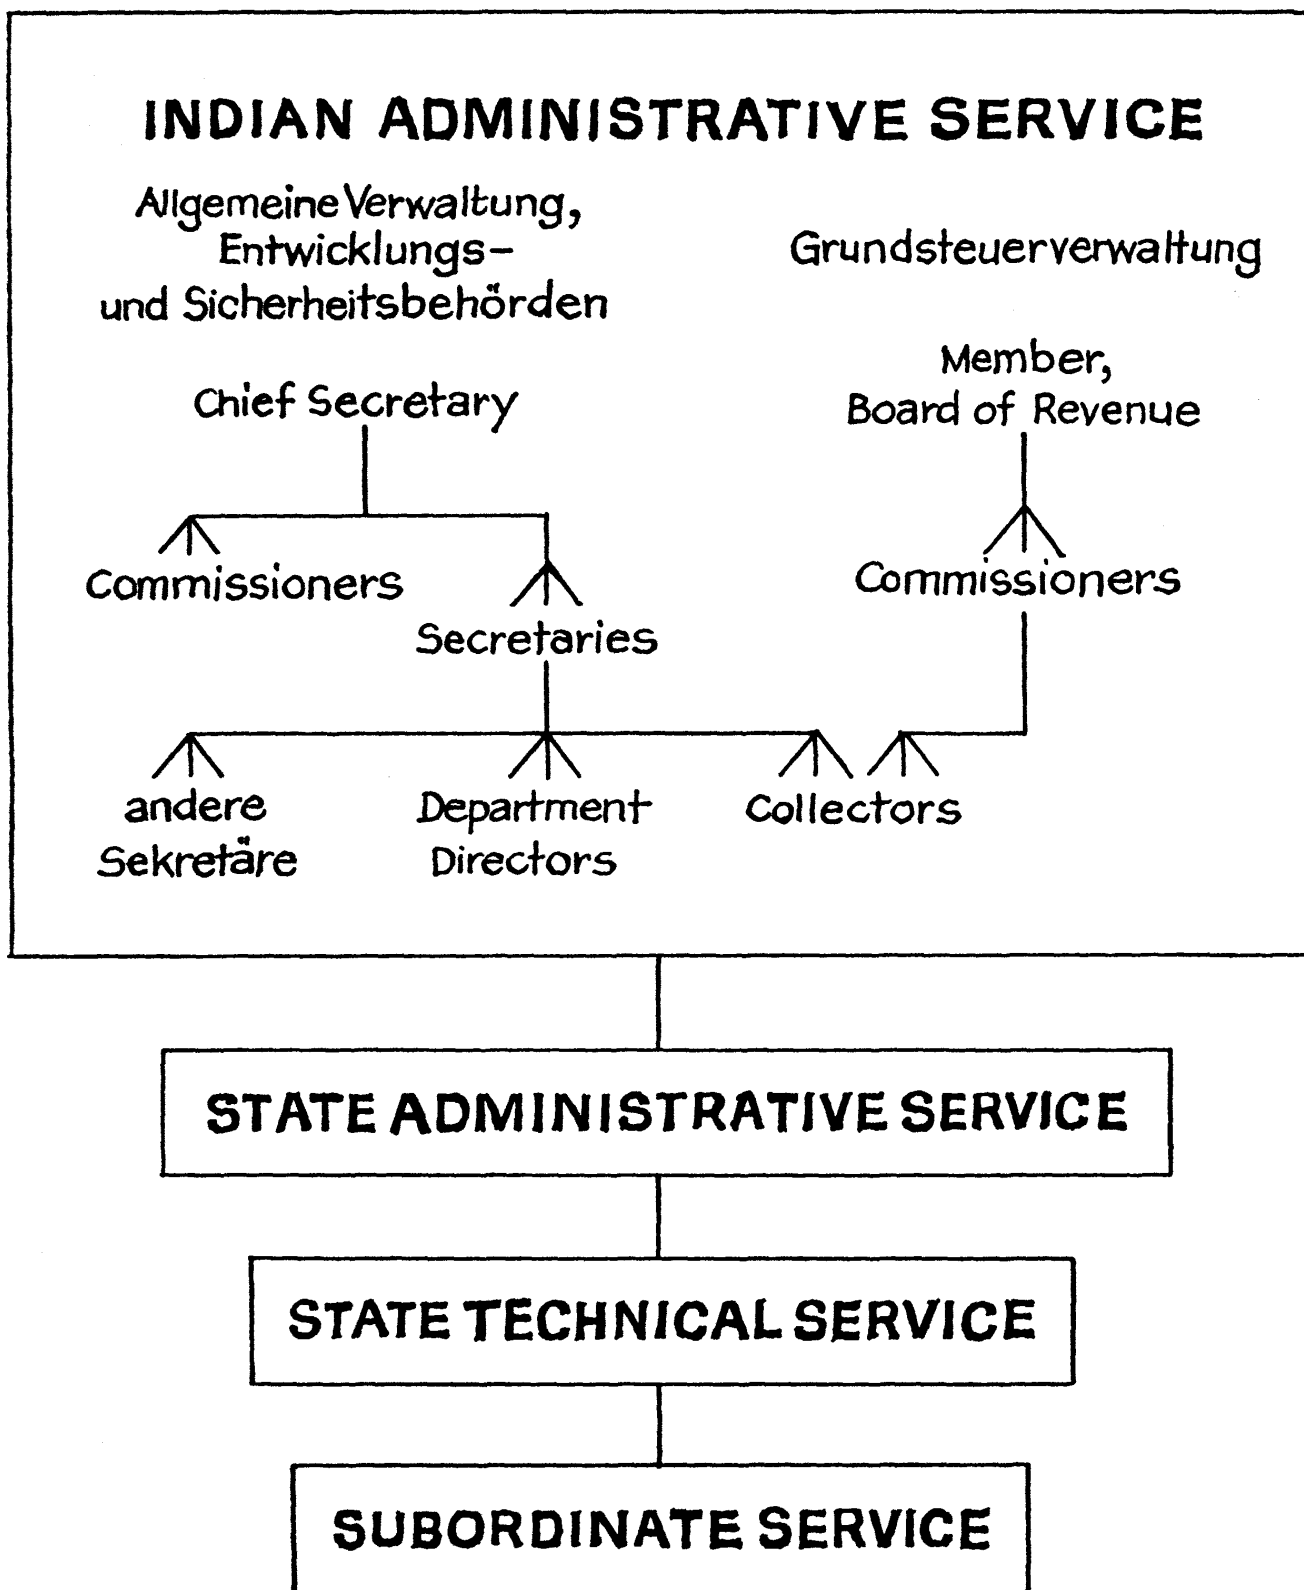 INDIAN ADMINISTRATIVE SERVICE
Allgemeine Verwaltung,
Entwicklungs-
und Sicherheitsbehörden
Grundsteuerverwaltung
Chief Secretary
Member,
Board of Revenue
Commissioners
Secretaries
Commissioners
andere
Sekretäre
Department
Directors
Collectors
STATE ADMINISTRATIVE SERVICE
STATE TECHNICAL SERVICE
SUBORDINATE SERVICE